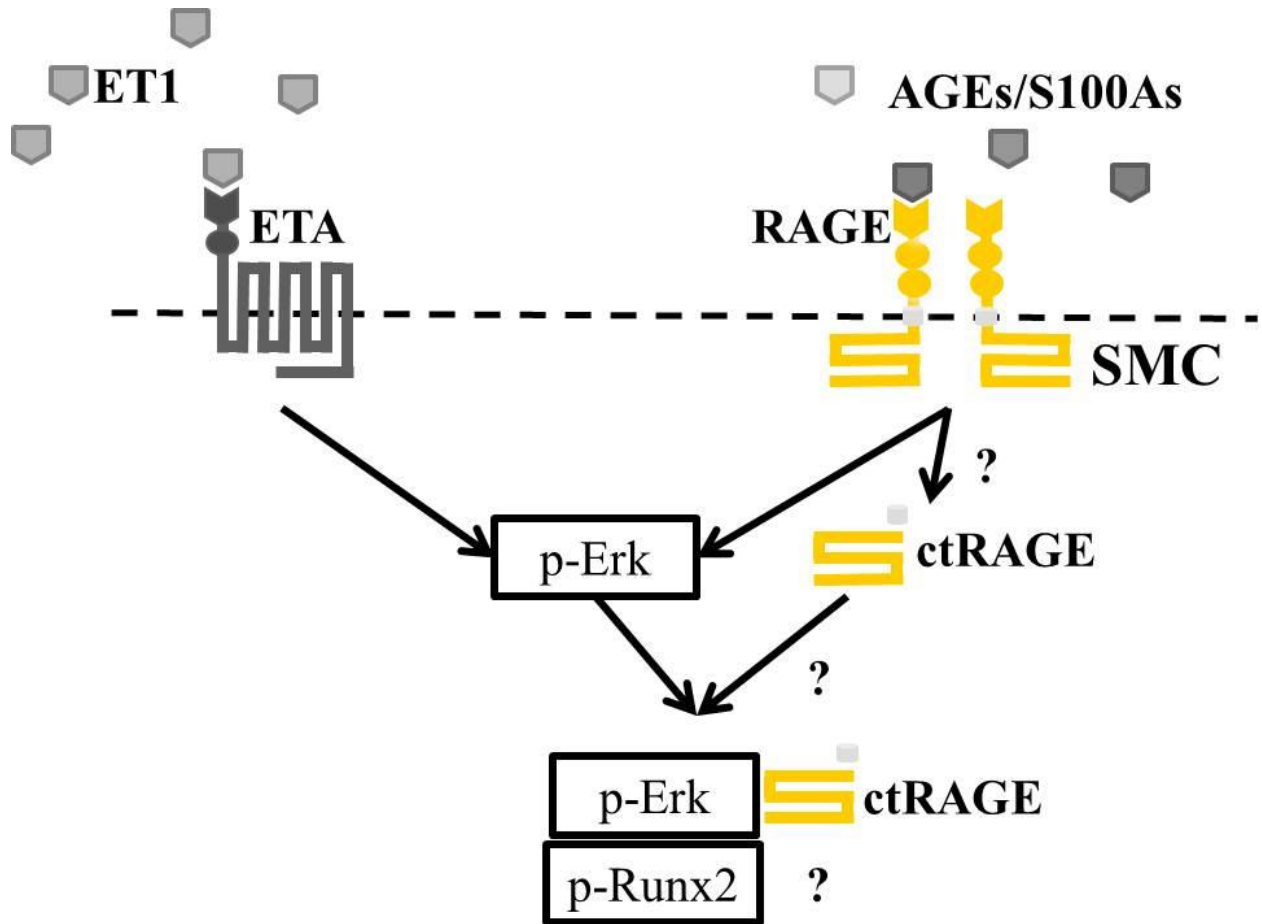 ET1
AGEs/S100As
ETA
RAGE
SMC
?
p-Erk
ctRAGE
?
p-Erk
ctRAGE
p-Runx2
?